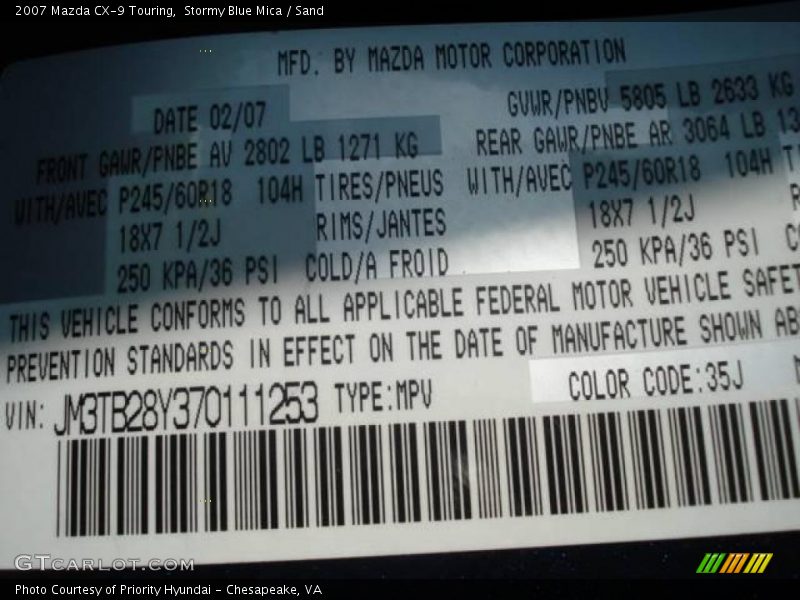 2007 Mazda CX-9 Touring,  Stormy Blue Mica / Sand
MFD. BY MAZDA MOTOR CORPORATION
DATE 02/07
GVWR/PNBV 5805 LB 2633 KG
FRONT GAWR/PNBE AV 2802 LB 1271 KG
REAR GAWR/PNBE AR 3064 LB 13
WITH/AVEC P245/60R18 104H TIRES/PNEUS
WITH/AVEC P245/60R18 104H T
18X7 1/2J RIMS/JANTES
18X7 1/2J R
250 KPA/36 PSI COLD/A FROID
250 KPA/36 PSI CO
THIS VEHICLE CONFORMS TO ALL APPLICABLE FEDERAL MOTOR VEHICLE SAFET
PREVENTION STANDARDS IN EFFECT ON THE DATE OF MANUFACTURE SHOWN AB
VIN: JM3TB28Y370111253 TYPE:MPV
COLOR CODE:35J
GTcarlot.com
Photo Courtesy of Priority Hyundai - Chesapeake, VA